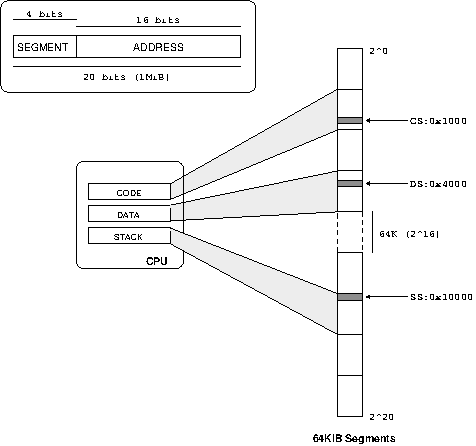 4 bits 16 bits
SEGMENT ADDRESS
20 bits (1MiB)
2^0
CS:0x1000
DS:0x4000
CODE
DATA
STACK
CPU
64K (2^16)
SS:0x10000
2^20
64KiB Segments